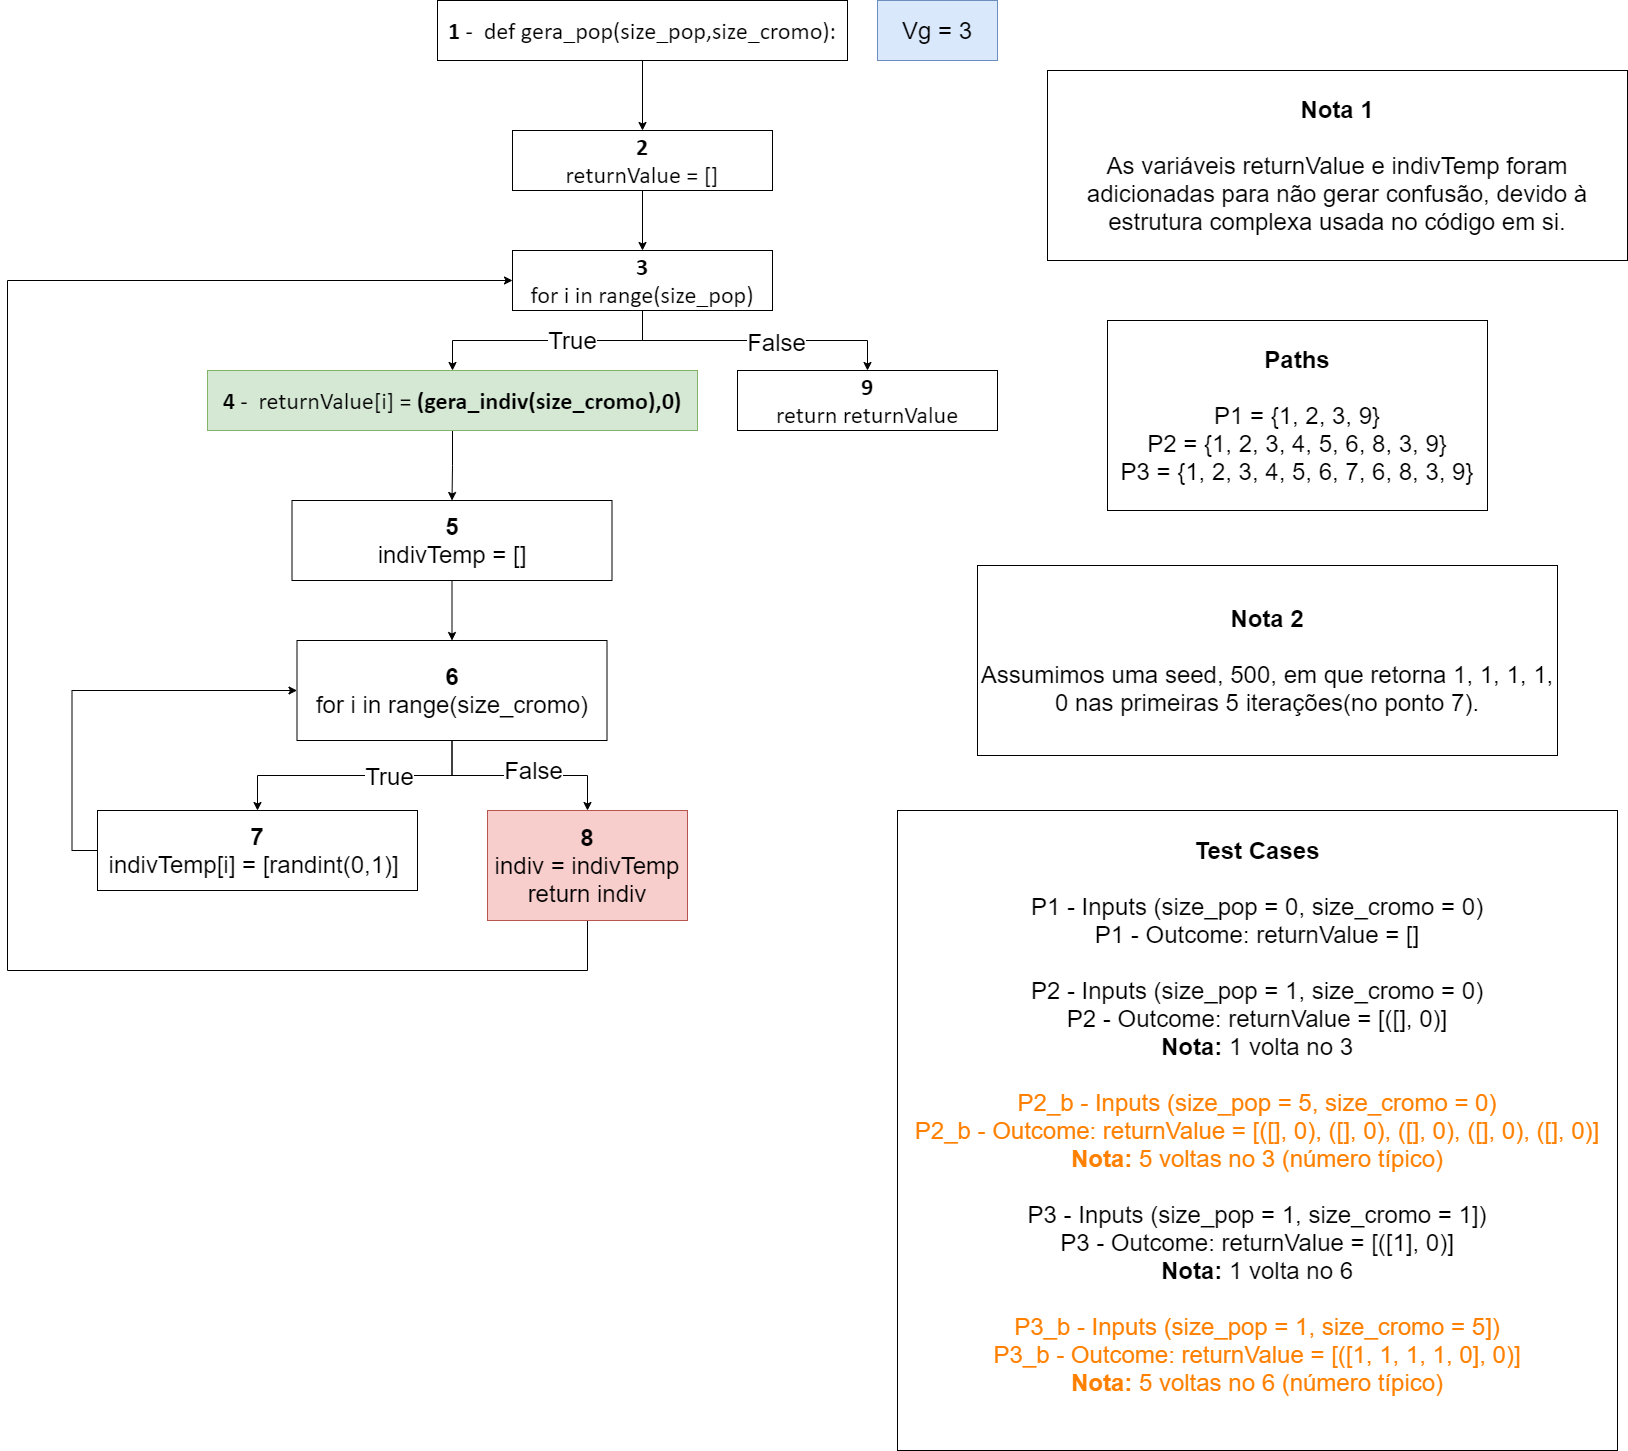 1 -  def gera_pop(size_pop,size_cromo):
Vg = 3
2
returnValue = []
3
for i in range(size_pop)
True
False
4 -  returnValue[i] = (gera_indiv(size_cromo),0)
9
return returnValue
5
indivTemp = []
6
for i in range(size_cromo)
True
False
7
indivTemp[i] = [randint(0,1)]
8
indiv = indivTemp
return indiv
Nota 1
As variáveis returnValue e indivTemp foram
adicionadas para não gerar confusão, devido à
estrutura complexa usada no código em si.
Paths
P1 = {1, 2, 3, 9}
P2 = {1, 2, 3, 4, 5, 6, 8, 3, 9}
P3 = {1, 2, 3, 4, 5, 6, 7, 6, 8, 3, 9}
Nota 2
Assumimos uma seed, 500, em que retorna 1, 1, 1, 1,
0 nas primeiras 5 iterações(no ponto 7).
Test Cases
P1 - Inputs (size_pop = 0, size_cromo = 0)
P1 - Outcome: returnValue = []
P2 - Inputs (size_pop = 1, size_cromo = 0)
P2 - Outcome: returnValue = [([], 0)]
Nota: 1 volta no 3
P2_b - Inputs (size_pop = 5, size_cromo = 0)
P2_b - Outcome: returnValue = [([], 0), ([], 0), ([], 0), ([], 0), ([], 0)]
Nota: 5 voltas no 3 (número típico)
P3 - Inputs (size_pop = 1, size_cromo = 1])
P3 - Outcome: returnValue = [([1], 0)]
Nota: 1 volta no 6
P3_b - Inputs (size_pop = 1, size_cromo = 5])
P3_b - Outcome: returnValue = [([1, 1, 1, 1, 0], 0)]
Nota: 5 voltas no 6 (número típico)